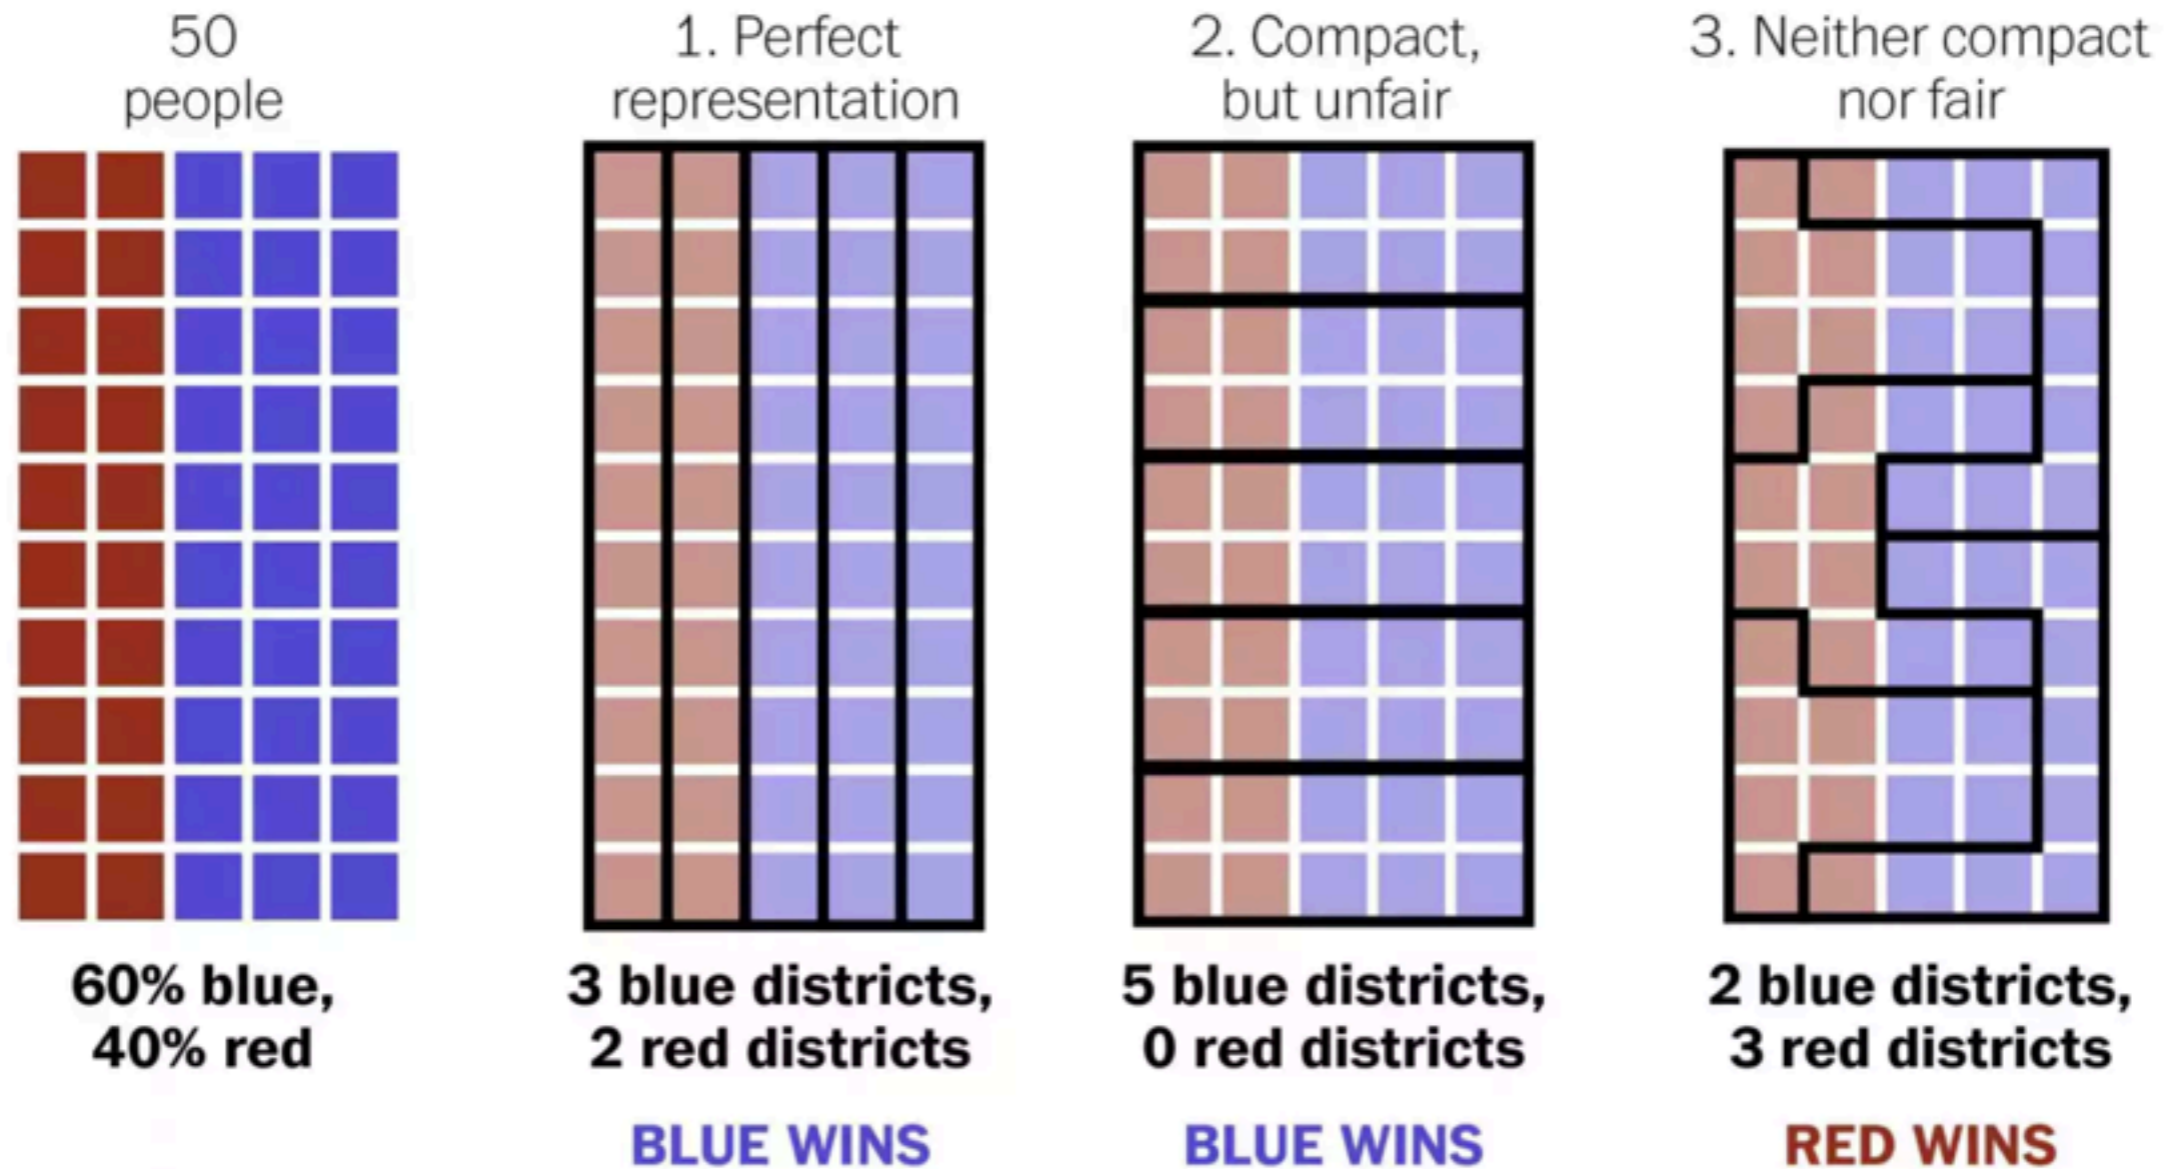 50
people
60% blue,
40% red
1. Perfect
representation
3 blue districts,
2 red districts
BLUE WINS
2. Compact,
but unfair
5 blue districts,
0 red districts
BLUE WINS
3. Neither compact
nor fair
2 blue districts,
3 red districts
RED WINS